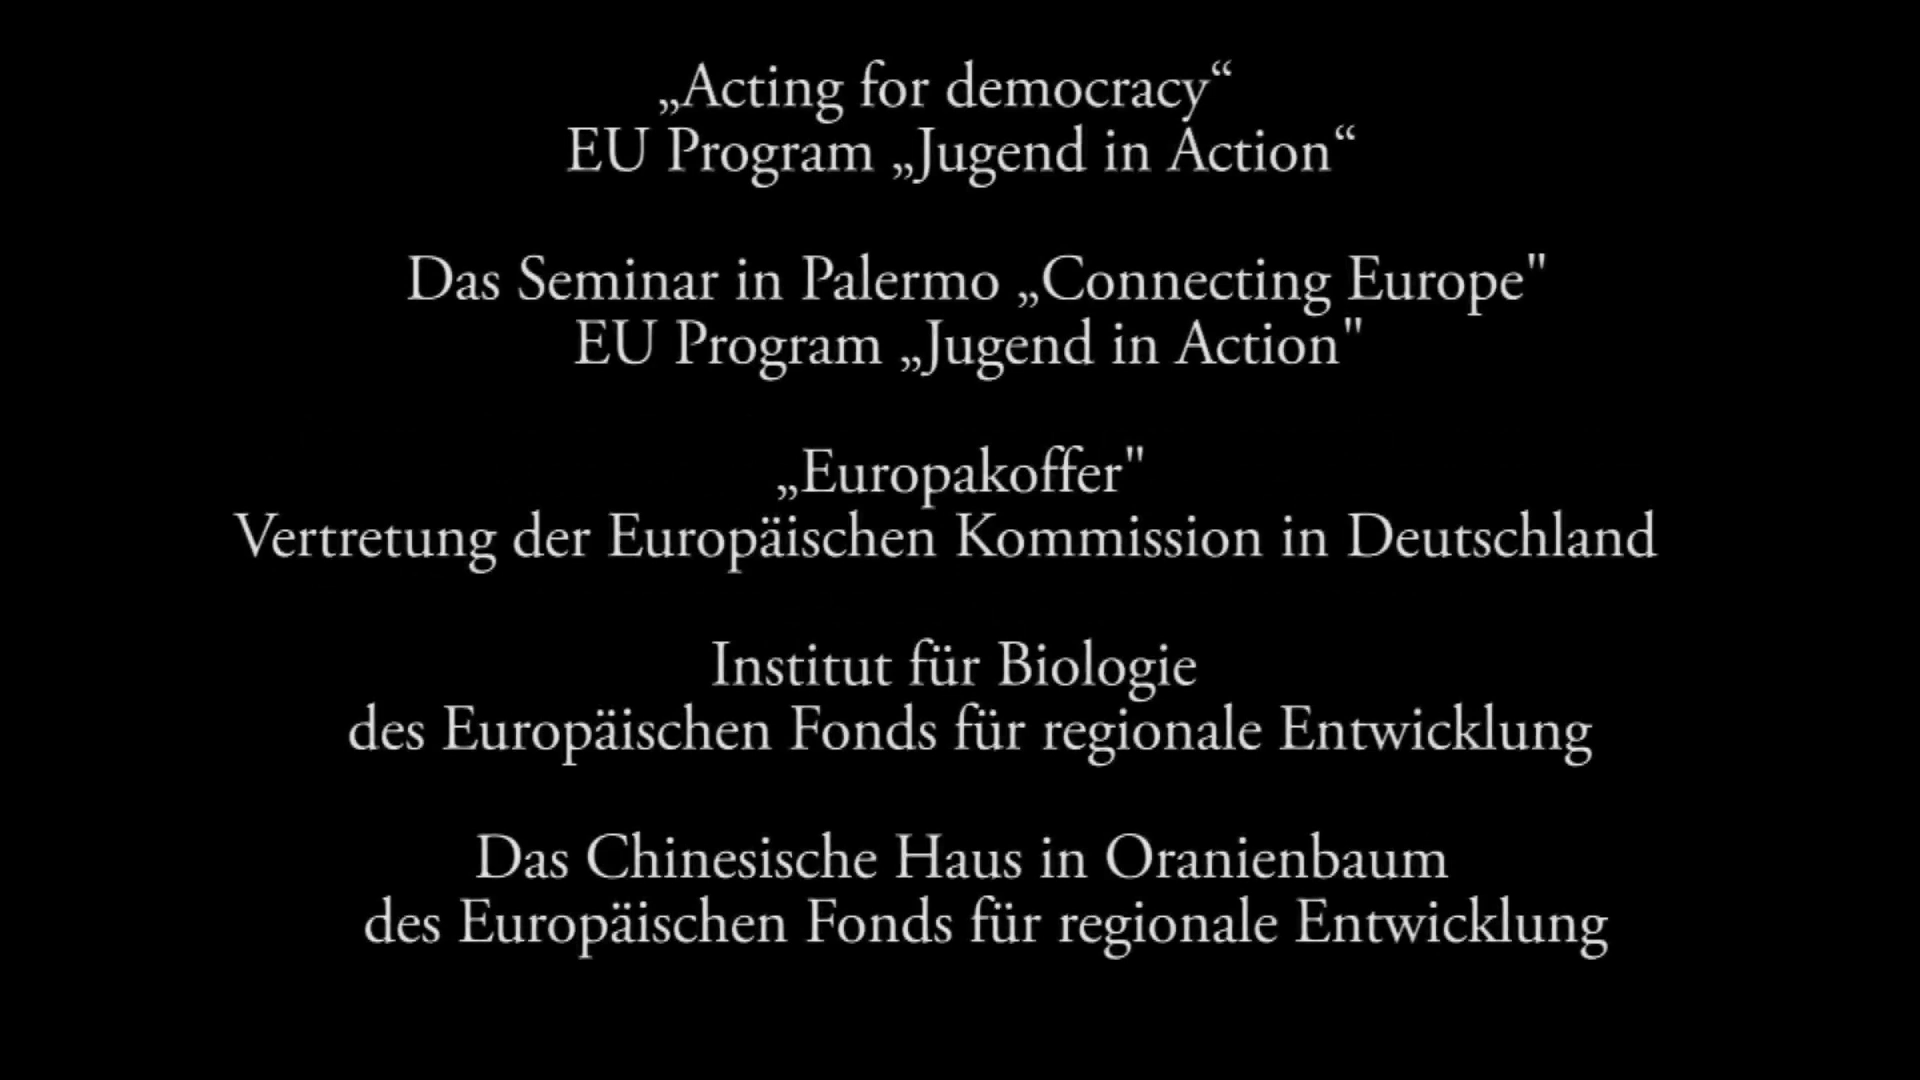 „Acting for democracy“
EU Program „Jugend in Action“
Das Seminar in Palermo „Connecting Europe"
EU Program „Jugend in Action"
„Europakoffer"
Vertretung der Europäischen Kommission in Deutschland
Institut für Biologie
des Europäischen Fonds für regionale Entwicklung
Das Chinesische Haus in Oranienbaum
des Europäischen Fonds für regionale Entwicklung